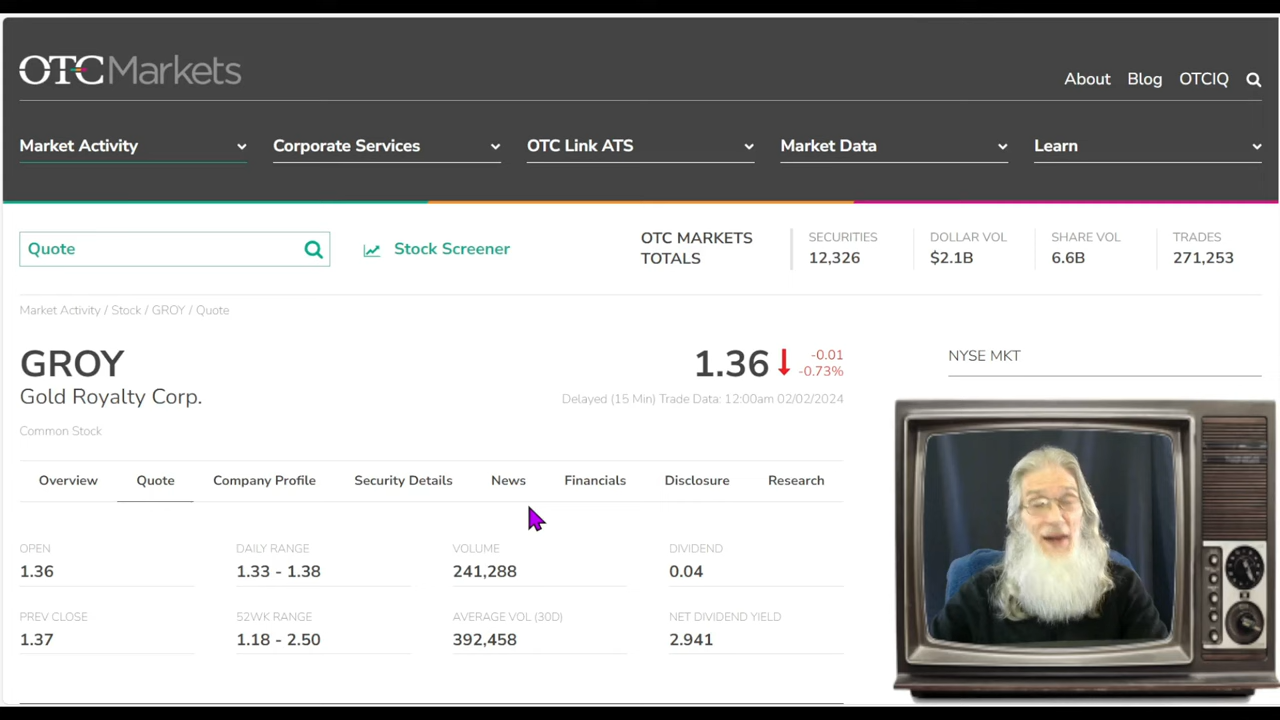 OTCMarkets
About Blog OTCIQ
Market Activity Corporate Services OTC Link ATS Market Data Learn
Quote
Stock Screener
OTC MARKETS
TOTALS
SECURITIES
12,326
DOLLAR VOL
$2.1B
SHARE VOL
6.6B
TRADES
271,253
Market Activity / Stock / GROY / Quote
GROY
Gold Royalty Corp.
Common Stock
1.36
-0.01
-0.73%
Delayed (15 Min) Trade Data: 12:00am 02/02/2024
NYSE MKT
Overview Quote Company Profile Security Details News Financials Disclosure Research
OPEN
1.36
DAILY RANGE
1.33 - 1.38
VOLUME
241,288
DIVIDEND
0.04
PREV CLOSE
1.37
52WK RANGE
1.18 - 2.50
AVERAGE VOL (30D)
392,458
NET DIVIDEND YIELD
2.941